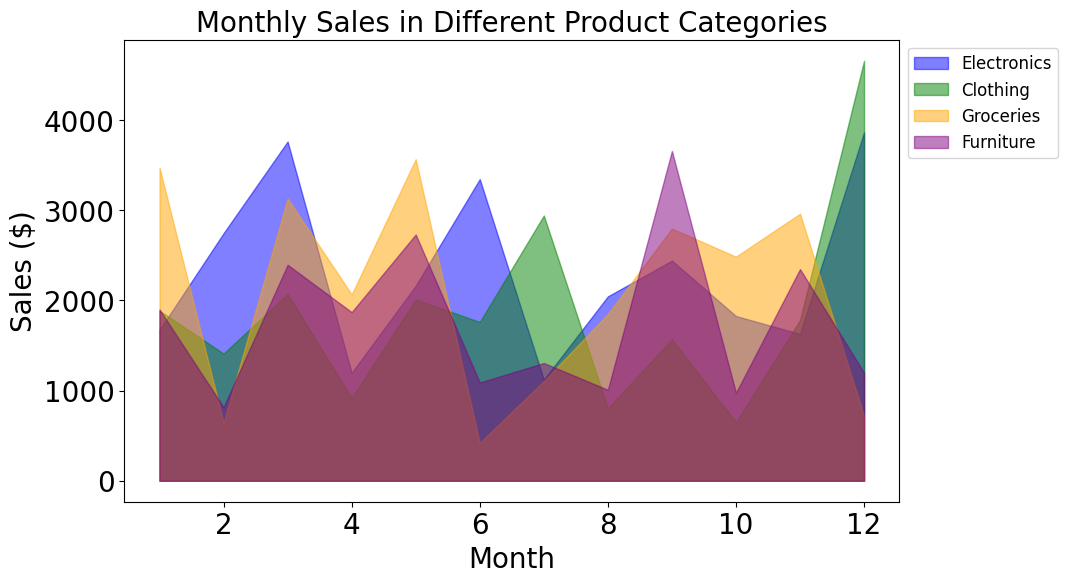 Monthly Sales in Different Product Categories
Electronics
Clothing
Groceries
Furniture
Sales ($)
4000
3000
2000
1000
0
2 4 6 8 10 12
Month